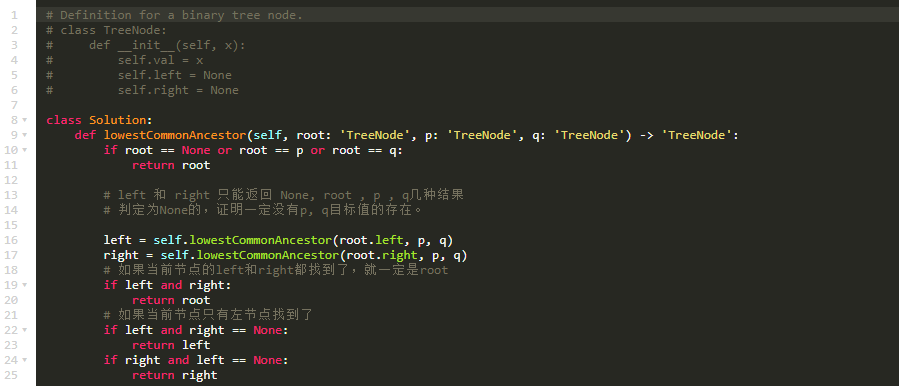 1 # Definition for a binary tree node.
2 # class TreeNode:
3 #     def __init__(self, x):
4 #         self.val = x
5 #         self.left = None
6 #         self.right = None
7
8 class Solution:
9     def lowestCommonAncestor(self, root: 'TreeNode', p: 'TreeNode', q: 'TreeNode') -> 'TreeNode':
10         if root == None or root == p or root == q:
11             return root
12
13         # left 和 right 只能返回 None, root , p , q几种结果
14         # 判定为None的，证明一定没有p, q目标值的存在。
15
16         left = self.lowestCommonAncestor(root.left, p, q)
17         right = self.lowestCommonAncestor(root.right, p, q)
18         # 如果当前节点的left和right都找到了，就一定是root
19         if left and right:
20             return root
21         # 如果当前节点只有左节点找到了
22         if left and right == None:
23             return left
24         if right and left == None:
25             return right